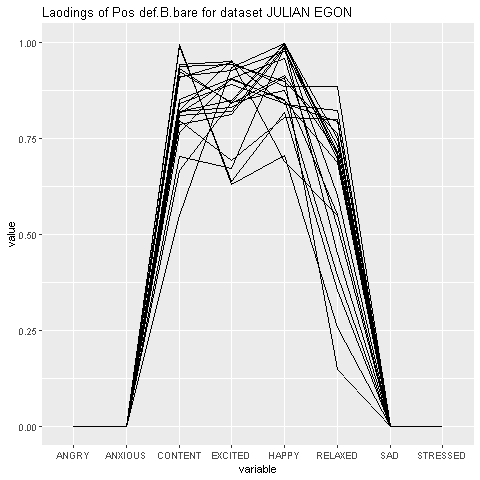 Laodings of Pos def.B.bare for dataset JULIAN EGON
1.00
0.75
0.50
0.25
0.00
value
ANGRY ANXIOUS CONTENT EXCITED HAPPY RELAXED SAD STRESSED
variable